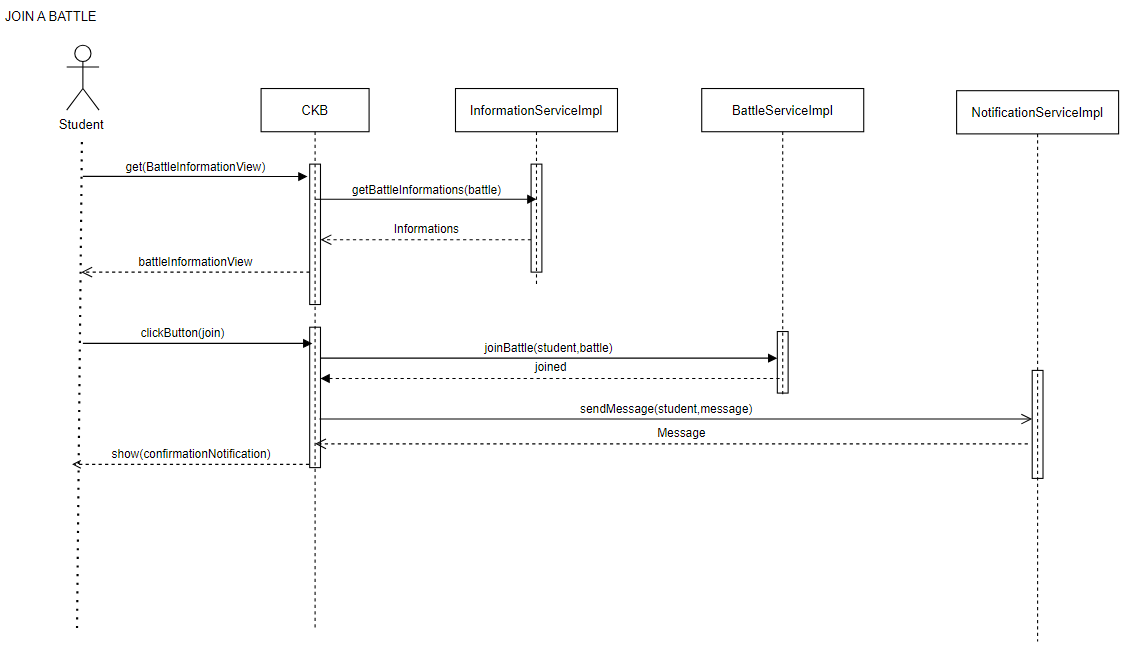 JOIN A BATTLE
Student
CKB
InformationServiceImpl
BattleServiceImpl
NotificationServiceImpl
get(BattleInformationView)
getBattleInformations(battle)
Informations
battleInformationView
clickButton(join)
joinBattle(student,battle)
joined
sendMessage(student,message)
Message
show(confirmationNotification)